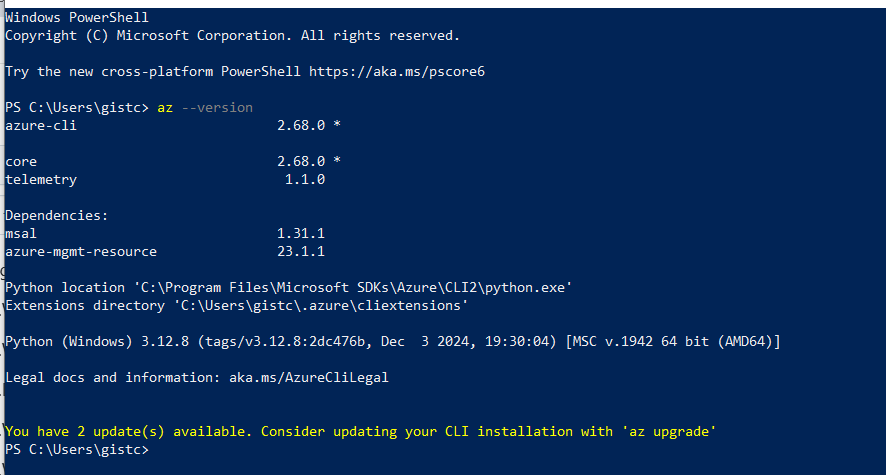 Windows PowerShell
Copyright (C) Microsoft Corporation. All rights reserved.
Try the new cross-platform PowerShell https://aka.ms/pscore6
PS C:\Users\gistc> az --version
azure-cli                         2.68.0 *
core                              2.68.0 *
telemetry                          1.1.0
Dependencies:
msal                              1.31.1
azure-mgmt-resource               23.1.1
Python location 'C:\Program Files\Microsoft SDKs\Azure\CLI2\python.exe'
Extensions directory 'C:\Users\gistc\.azure\cliextensions'
Python (Windows) 3.12.8 (tags/v3.12.8:2dc476b, Dec  3 2024, 19:30:04) [MSC v.1942 64 bit (AMD64)]
Legal docs and information: aka.ms/AzureCliLegal
You have 2 update(s) available. Consider updating your CLI installation with 'az upgrade'
PS C:\Users\gistc>